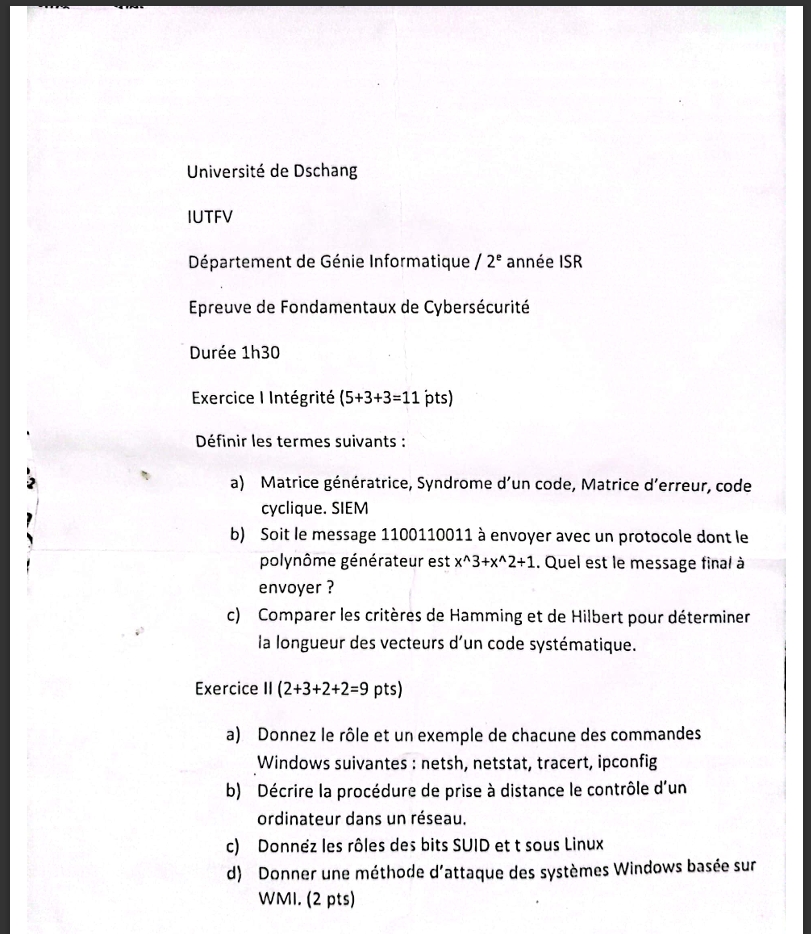 Université de Dschang
IUTFV
Département de Génie Informatique / 2e année ISR
Epreuve de Fondamentaux de Cybersécurité
Durée 1h30
Exercice I Intégrité (5+3+3=11 pts)
Définir les termes suivants :
a) Matrice génératrice, Syndrome d'un code, Matrice d'erreur, code
cyclique. SIEM
b) Soit le message 1100110011 à envoyer avec un protocole dont le
polynôme générateur est x^3+x^2+1. Quel est le message final à
envoyer ?
c) Comparer les critères de Hamming et de Hilbert pour déterminer
la longueur des vecteurs d'un code systématique.
Exercice II (2+3+2+2=9 pts)
a) Donnez le rôle et un exemple de chacune des commandes
Windows suivantes : netsh, netstat, tracert, ipconfig
b) Décrire la procédure de prise à distance le contrôle d'un
ordinateur dans un réseau.
c) Donnez les rôles des bits SUID et t sous Linux
d) Donner une méthode d'attaque des systèmes Windows basée sur
WMI. (2 pts)